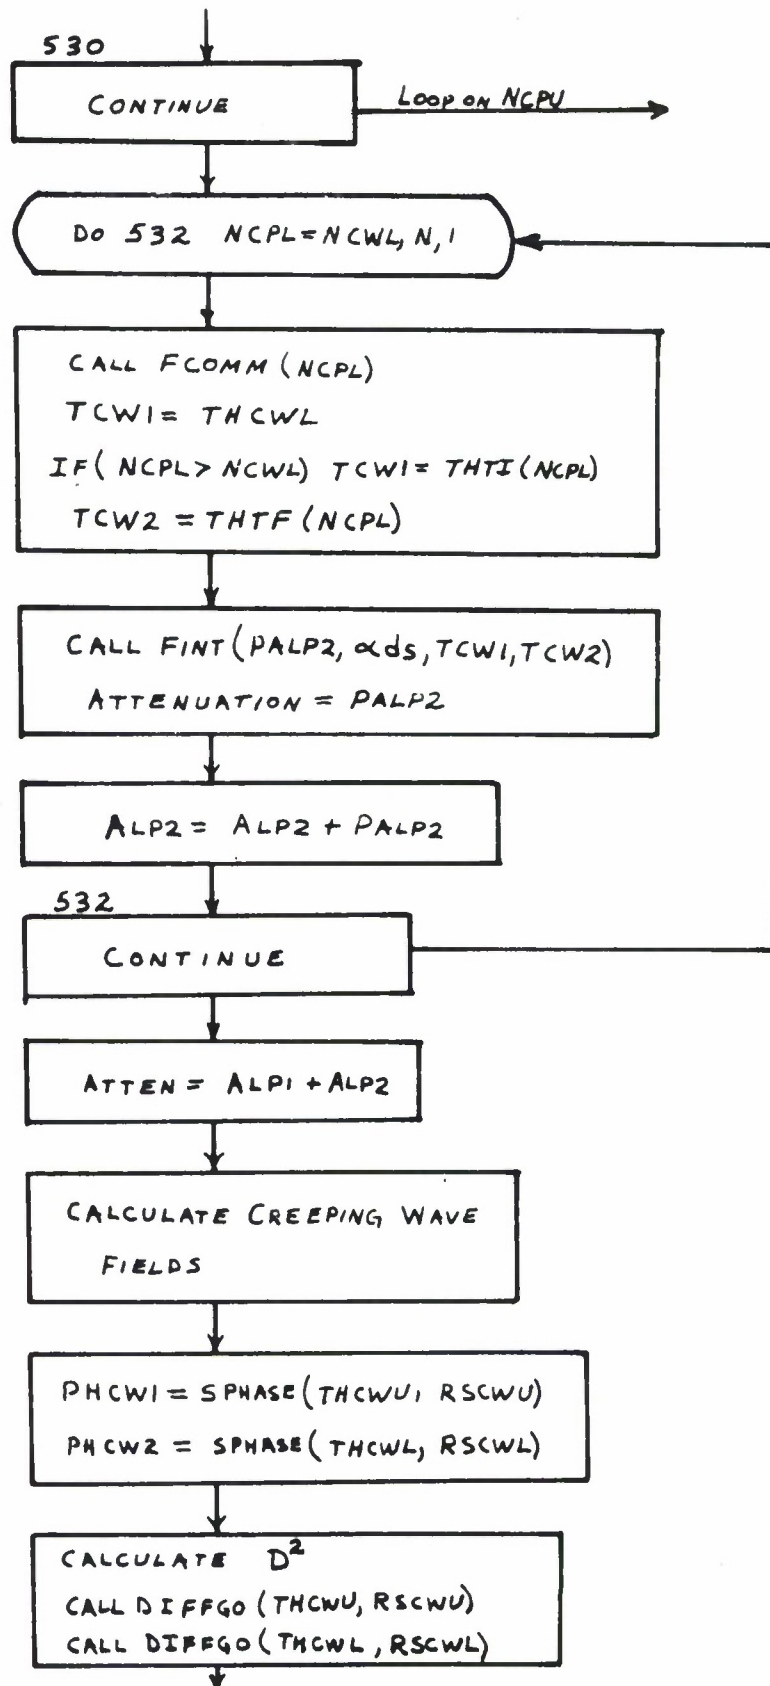 530
CONTINUE
LOOP ON NCPU
DO 532 NCPL=NCWL,N,1
CALL FCOMM(NCPL)
TCW1= THCWL
IF(NCPL>NCWL) TCW1= THTI(NCPL)
TCW2=THTF(NCPL)
CALL FINT(PALP2, αds,TCW1,TCW2)
ATTENUATION = PALP2
ALP2= ALP2 + PALP2
532
CONTINUE
ATTEN= ALP1+ALP2
CALCULATE CREEPING WAVE
FIELDS
PHCW1=SPHASE(THCWU, RSCWU)
PHCW2 = SPHASE(THCWL, RSCWL)
CALCULATE D²
CALL DIFFGO(THCWU, RSCWU)
CALL DIFFGO(THCWL, RSCWL)